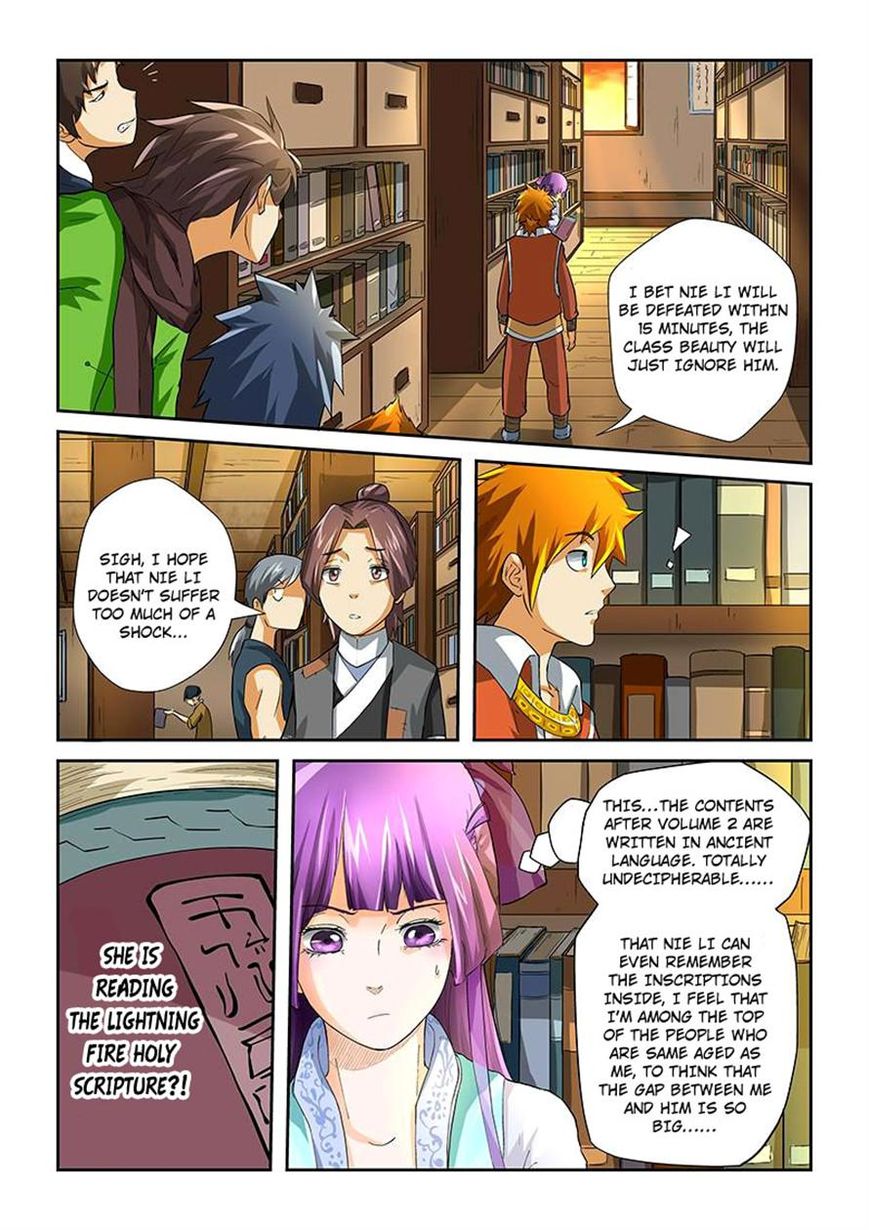 I BET NIE LI WILL
BE DEFEATED WITHIN
15 MINUTES, THE
CLASS BEAUTY WILL
JUST IGNORE HIM.
SIGH, I HOPE
THAT NIE LI
DOESN'T SUFFER
TOO MUCH OF A
SHOCK...
SHE IS
READING
THE LIGHTNING
FIRE HOLY
SCRIPTURE?!
THIS...THE CONTENTS
AFTER VOLUME 2 ARE
WRITTEN IN ANCIENT
LANGUAGE. TOTALLY
UNDECIPHERABLE......
THAT NIE LI CAN
EVEN REMEMBER
THE INSCRIPTIONS
INSIDE, I FEEL THAT
I'M AMONG THE TOP
OF THE PEOPLE WHO
ARE SAME AGED AS
ME, TO THINK THAT
THE GAP BETWEEN ME
AND HIM IS SO
BIG......